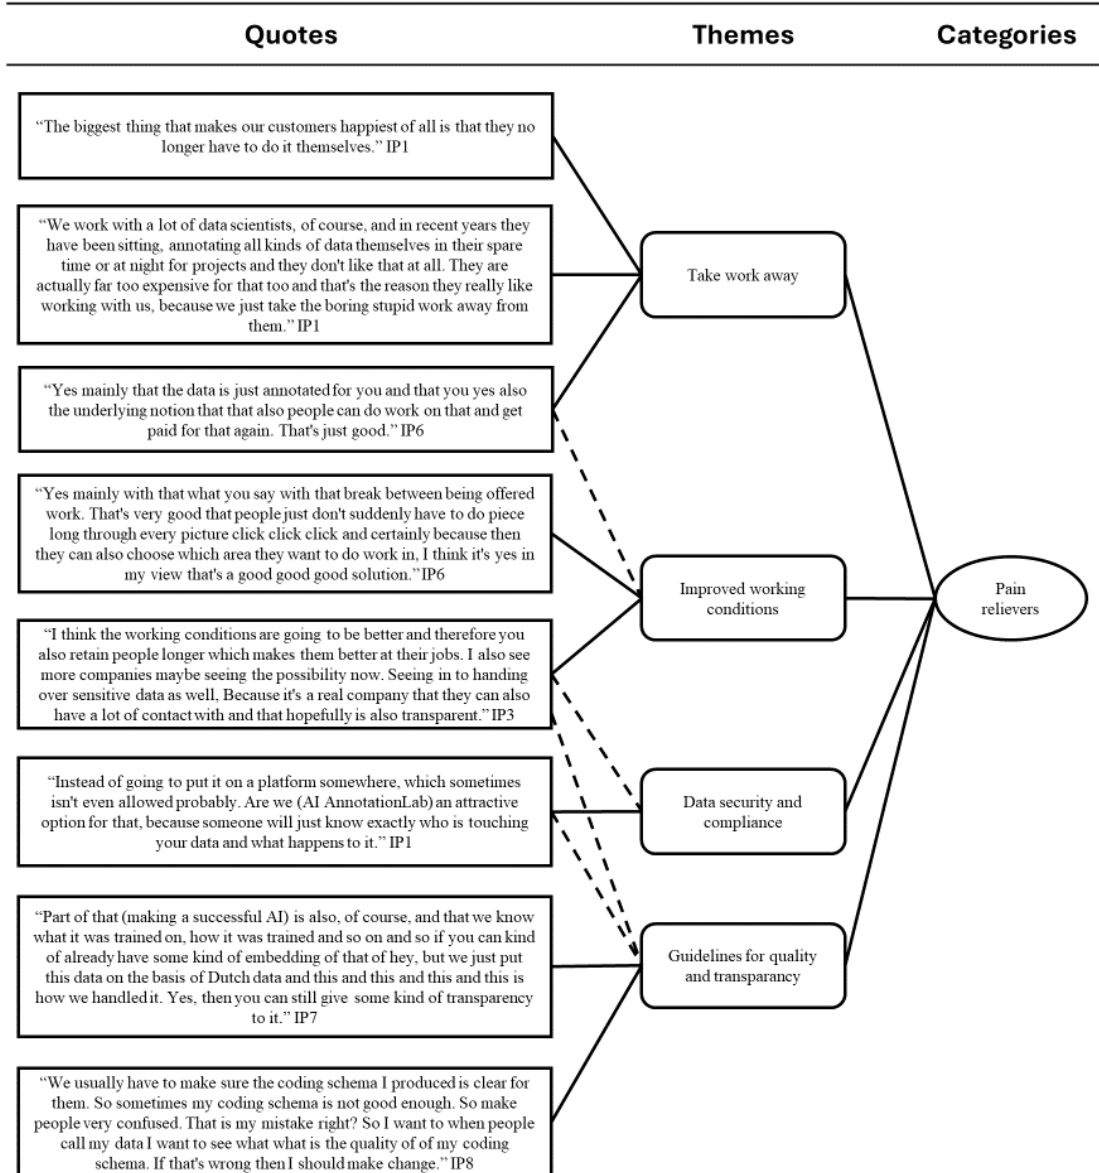 Quotes
Themes
Categories
“The biggest thing that makes our customers happiest of all is that they no
longer have to do it themselves.” IP1
“We work with a lot of data scientists, of course, and in recent years they
have been sitting, annotating all kinds of data themselves in their spare
time or at night for projects and they don't like that at all. They are
actually far too expensive for that too and that's the reason they really like
working with us, because we just take the boring stupid work away from
them.” IP1
“Yes mainly that the data is just annotated for you and that you yes also
the underlying notion that that also people can do work on that and get
paid for that again. That's just good.” IP6
“Yes mainly with that what you say with that break between being offered
work. That's very good that people just don't suddenly have to do piece
long through every picture click click click and certainly because then
they can also choose which area they want to do work in, I think it's yes in
my view that's a good good good solution.” IP6
“I think the working conditions are going to be better and therefore you
also retain people longer which makes them better at their jobs. I also see
more companies maybe seeing the possibility now. Seeing in to handing
over sensitive data as well, Because it's a real company that they can also
have a lot of contact with and that hopefully is also transparent.” IP3
“Instead of going to put it on a platform somewhere, which sometimes
isn't even allowed probably. Are we (AI AnnotationLab) an attractive
option for that, because someone will just know exactly who is touching
your data and what happens to it.” IP1
“Part of that (making a successful AI) is also, of course, and that we know
what it was trained on, how it was trained and so on and so if you can kind
of already have some kind of embedding of that of hey, but we just put
this data on the basis of Dutch data and this and this and this and this is
how we handled it. Yes, then you can still give some kind of transparency
to it.” IP7
“We usually have to make sure the coding schema I produced is clear for
them. So sometimes my coding schema is not good enough. So make
people very confused. That is my mistake right? So I want to when people
call my data I want to see what what is the quality of of my coding
schema. If that's wrong then I should make change.” IP8
Take work away
Improved working
conditions
Data security and
compliance
Guidelines for quality
and transparancy
Pain
relievers